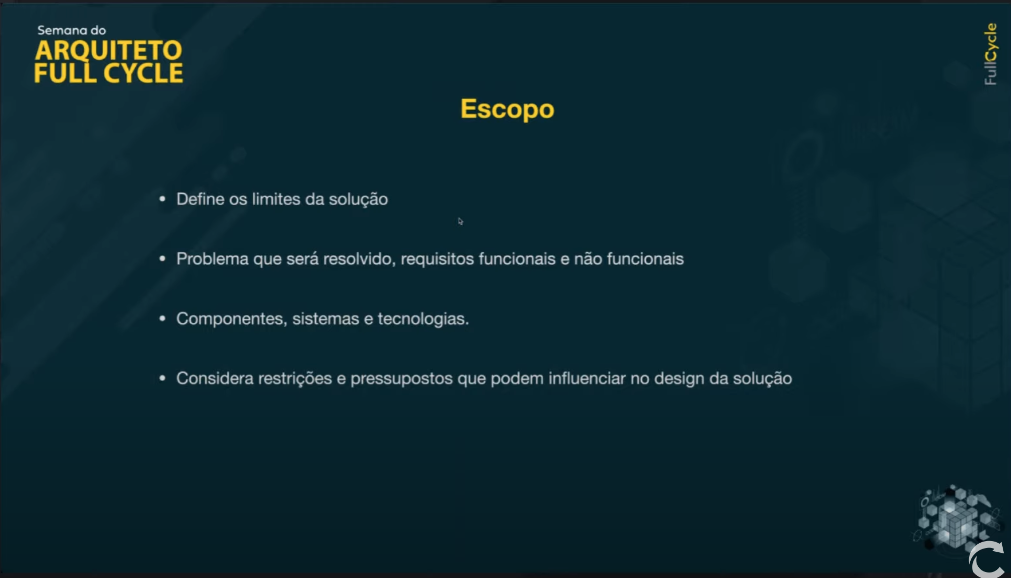 Semana do
ARQUITETO
FULL CYCLE
FullCycle
Escopo
• Define os limites da solução
• Problema que será resolvido, requisitos funcionais e não funcionais
• Componentes, sistemas e tecnologias.
• Considera restrições e pressupostos que podem influenciar no design da solução